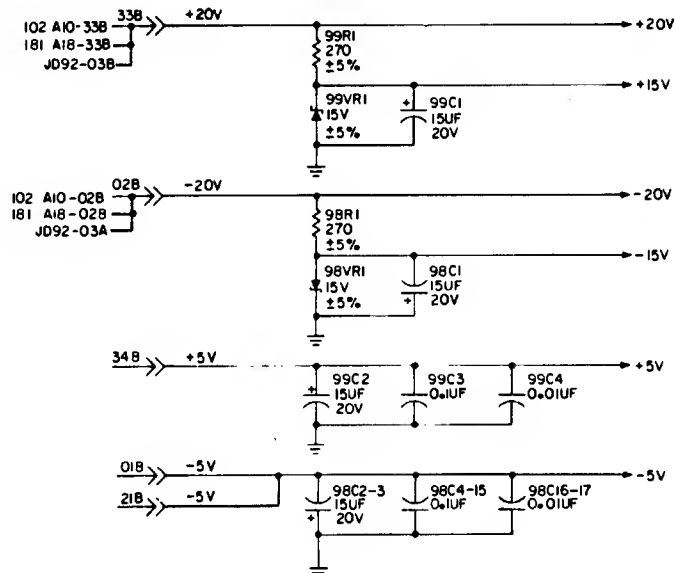 33B +20V
102 A10-33B
181 A18-33B
JD92-03B
+20V
99R1
270
±5%
+15V
99VR1
15V
±5%
99C1
15UF
20V
02B -20V
102 A10-02B
181 A18-02B
JD92-03A
-20V
98R1
270
±5%
-15V
98VR1
15V
±5%
98C1
15UF
20V
34B +5V
+5V
99C2
15UF
20V
99C3
0.1UF
99C4
0.01UF
01B -5V
-5V
21B -5V
98C2-3
15UF
20V
98C4-15
0.1UF
98C16-17
0.01UF